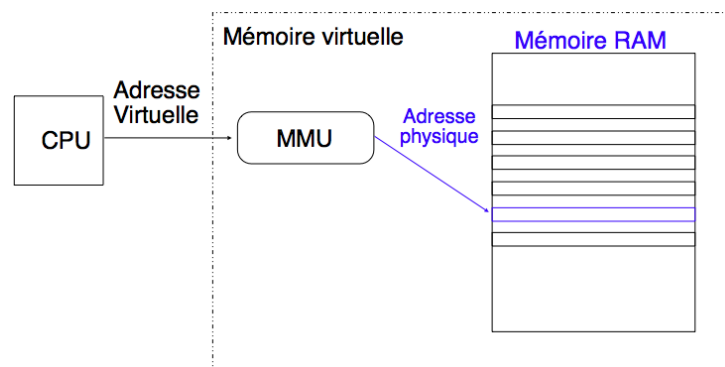 Mémoire virtuelle
Mémoire RAM
Adresse
Virtuelle
CPU
MMU
Adresse
physique